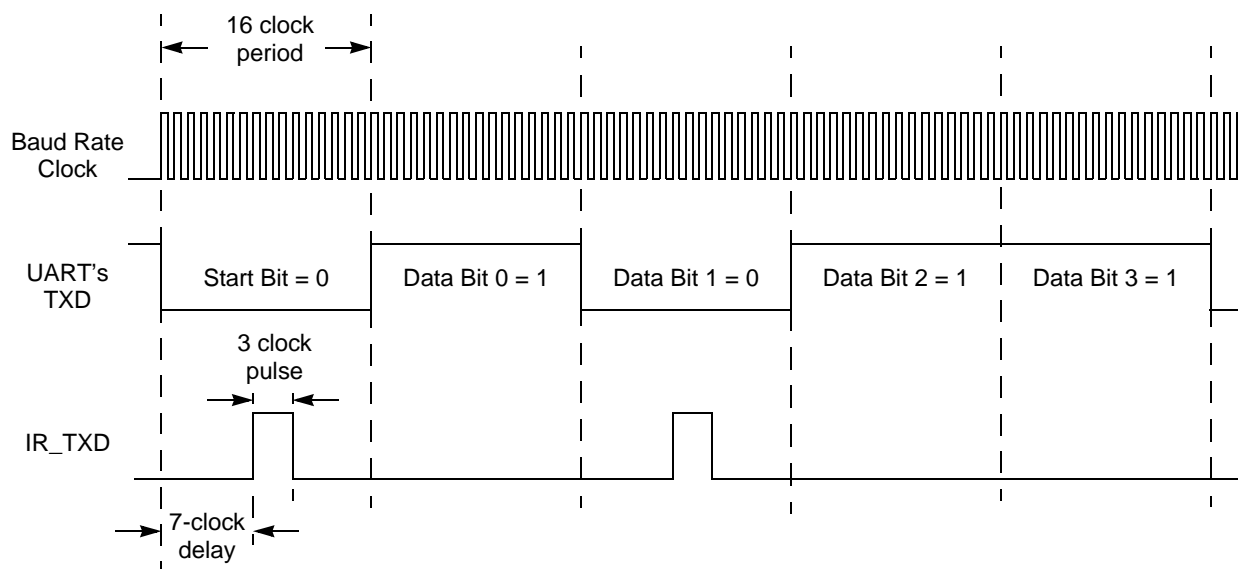 16 clock
period
Baud Rate
Clock
UART's
TXD
Start Bit = 0
Data Bit 0 = 1
Data Bit 1 = 0
Data Bit 2 = 1
Data Bit 3 = 1
3 clock
pulse
IR_TXD
7-clock
delay